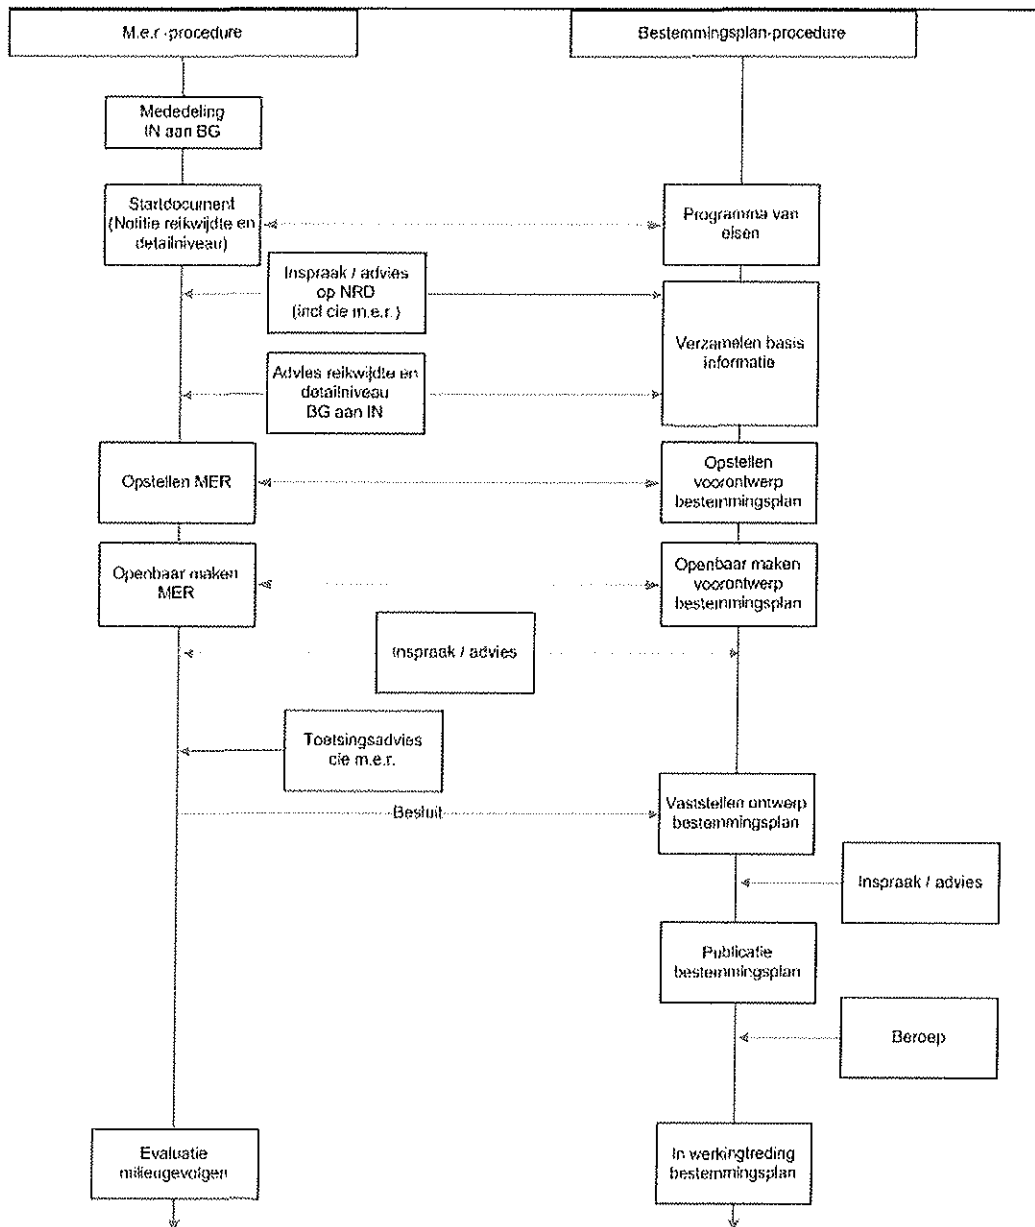 M.e.r.-procedure
Bestemmingsplan-procedure
Mededeling
IN aan BG
Startdocument
(Notitie reikwijdte en
detailniveau)
Programma van
eisen
Inspraak / advies
op NRD
(incl cie m.e.r.)
Verzamelen basis
informatie
Advies reikwijdte en
detailniveau
BG aan IN
Opstellen MER
Opstellen
voorontwerp
bestemmingsplan
Openbaar maken
MER
Openbaar maken
voorontwerp
bestemmingsplan
Inspraak / advies
Toetsingsadvies
cie m.e.r.
Besluit
Vaststellen ontwerp
bestemmingsplan
Inspraak / advies
Publicatie
bestemmingsplan
Beroep
Evaluatie
milieugevolgen
In werkingtreding
bestemmingsplan